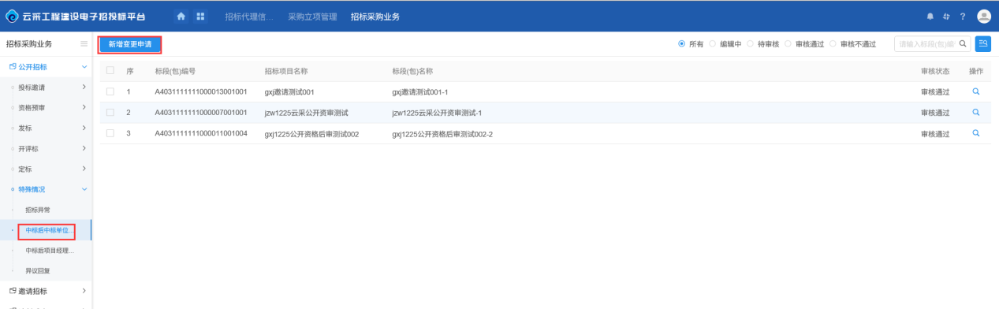 云采工程建设电子招投标平台 招标代理信... 采购立项管理 招标采购业务
招标采购业务 新增变更申请 所有 编辑中 待审核 审核通过 审核不通过 请输入标段(包)编
公开招标
序 标段(包)编号 招标项目名称 标段(包)名称 审核状态 操作
投标邀请
1 A4031111111000013001001 gxj邀请测试001 gxj邀请测试001-1 审核通过
资格预审
2 A4031111111000007001001 jzw1225云采公开资审测试 jzw1225云采公开资审测试-1 审核通过
发标
3 A4031111111000011001004 gxj1225公开资格后审测试002 gxj1225公开资格后审测试002-2 审核通过
开评标
定标
特殊情况
招标异常
中标后中标单位...
中标后项目经理...
异议回复
邀请招标